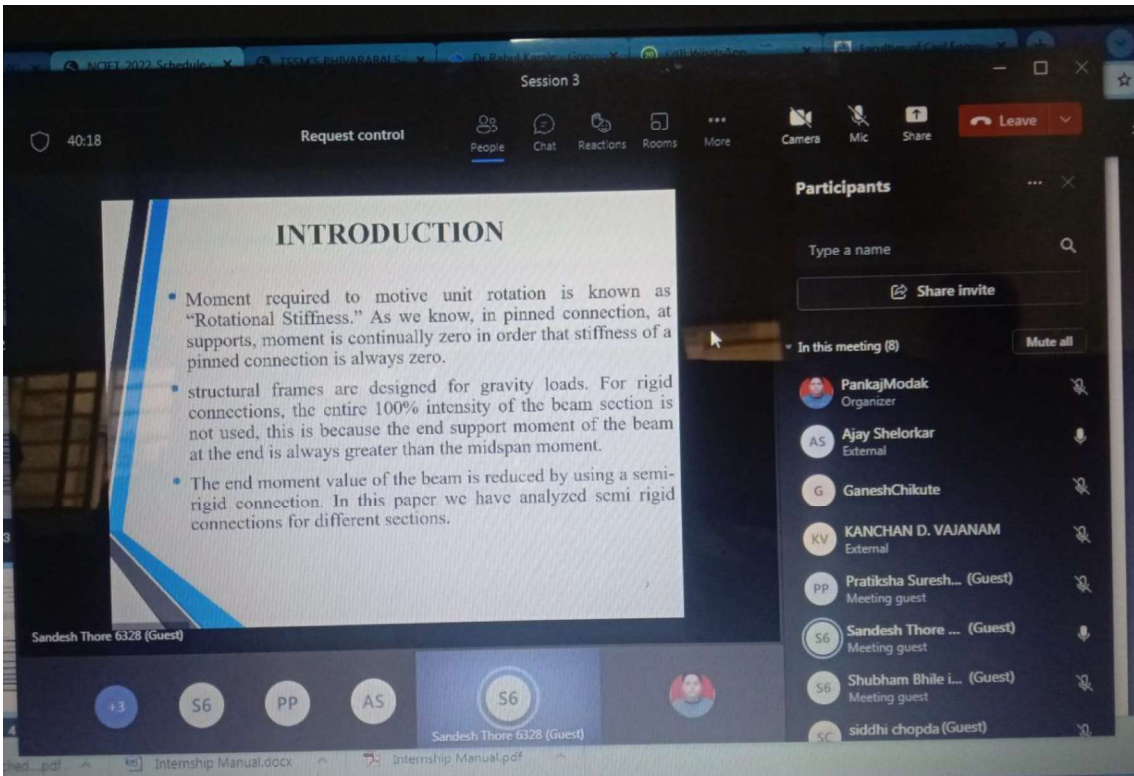 NCIET 2022 Schedule
Session 3
40:18
Request control
People
Chat
Reactions
Rooms
More
Camera
Mic
Share
Leave
INTRODUCTION
• Moment required to motive unit rotation is known as
“Rotational Stiffness.” As we know, in pinned connection, at
supports, moment is continually zero in order that stiffness of a
pinned connection is always zero.
• structural frames are designed for gravity loads. For rigid
connections, the entire 100% intensity of the beam section is
not used, this is because the end support moment of the beam
at the end is always greater than the midspan moment.
• The end moment value of the beam is reduced by using a semi-
rigid connection. In this paper we have analyzed semi rigid
connections for different sections.
Sandesh Thore 6328 (Guest)
+3
S6
PP
AS
S6
Sandesh Thore 6328 (Guest)
Participants
Type a name
Share invite
In this meeting (8)
Mute all
PankajModak
Organizer
AS
Ajay Shelorkar
External
G
GaneshChikute
KV
KANCHAN D. VAJANAM
External
PP
Pratiksha Suresh... (Guest)
Meeting guest
S6
Sandesh Thore ... (Guest)
Meeting guest
S6
Shubham Bhile i... (Guest)
Meeting guest
SC
siddhi chopda (Guest)
Internship Manual.docx
Internship Manual.pdf